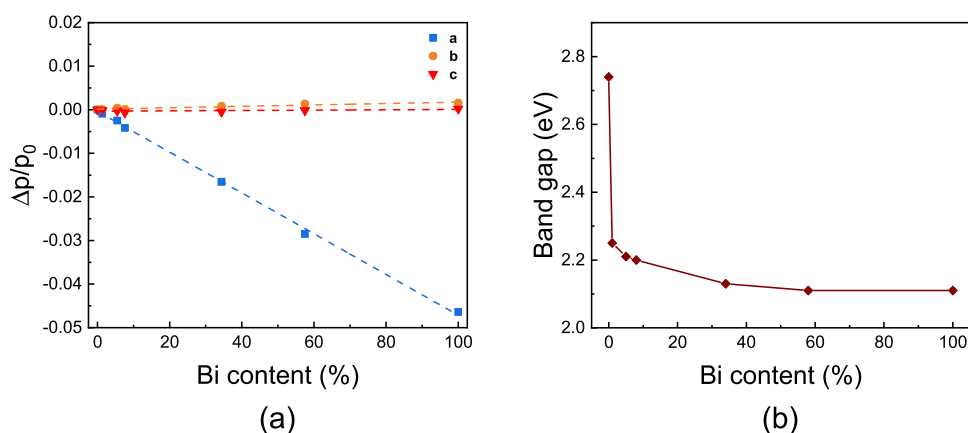 0.02
0.01
0.00
-0.01
-0.02
-0.03
-0.04
-0.05
Δp/p₀
0 20 40 60 80 100
Bi content (%)
a
b
c
(a)
2.8
2.6
2.4
2.2
2.0
Band gap (eV)
0 20 40 60 80 100
Bi content (%)
(b)